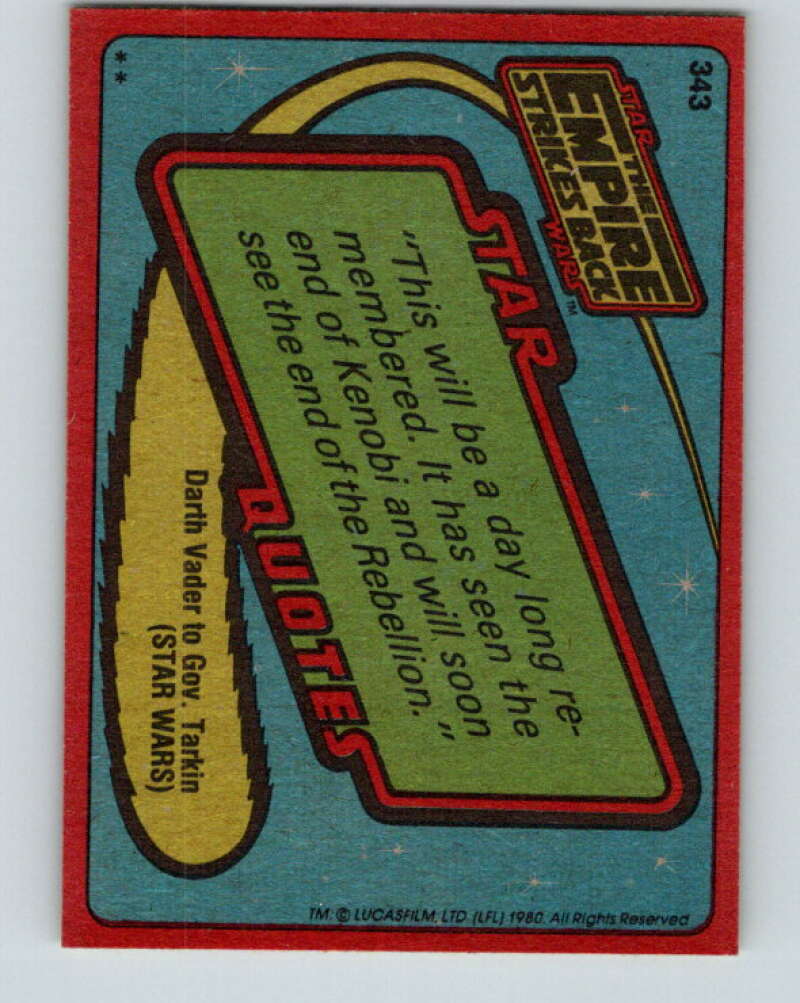 343
STAR
THE
EMPIRE
STRIKES BACK
WARS™
STAR
"This will be a day long re-
membered. It has seen the
end of Kenobi and will soon
see the end of the Rebellion."
QUOTES
Darth Vader to Gov. Tarkin
(STAR WARS)
**
TM: © LUCASFILM, LTD. (LFL) 1980. All Rights Reserved